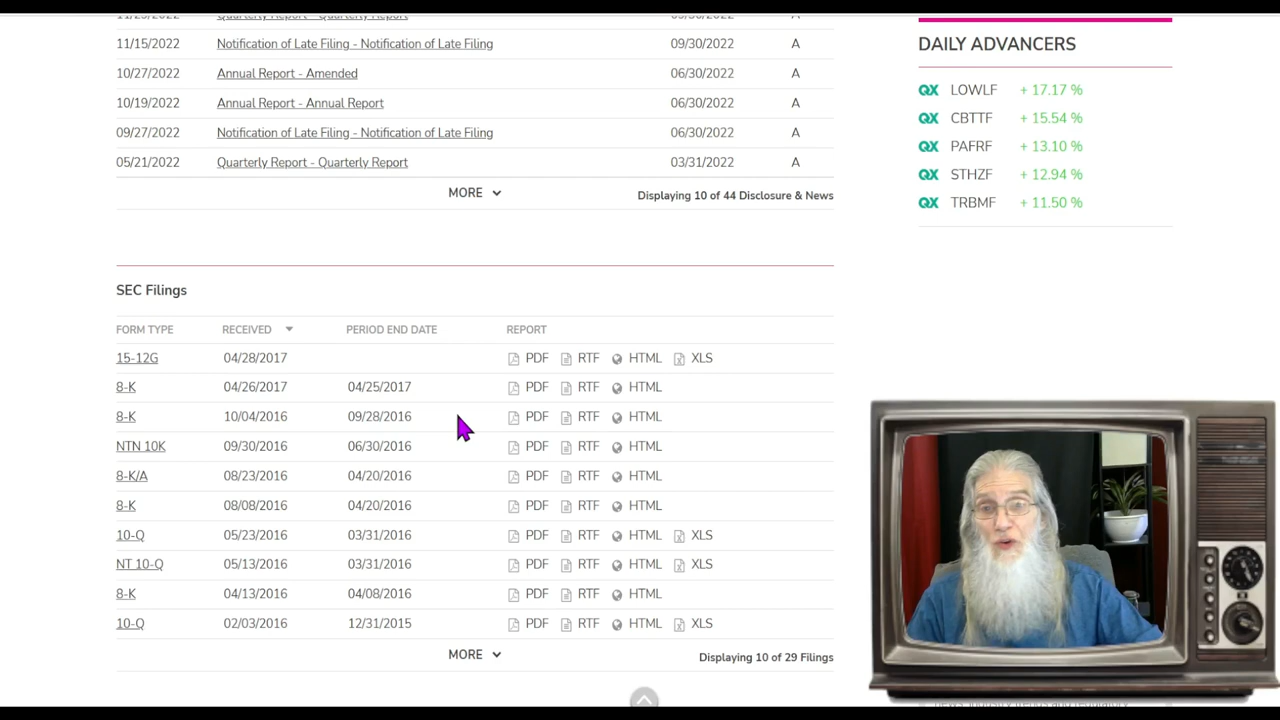 11/25/2022 Quarterly Report - Quarterly Report 09/30/2022 A
11/15/2022 Notification of Late Filing - Notification of Late Filing 09/30/2022 A
10/27/2022 Annual Report - Amended 06/30/2022 A
10/19/2022 Annual Report - Annual Report 06/30/2022 A
09/27/2022 Notification of Late Filing - Notification of Late Filing 06/30/2022 A
05/21/2022 Quarterly Report - Quarterly Report 03/31/2022 A
MORE
Displaying 10 of 44 Disclosure & News
SEC Filings
FORM TYPE RECEIVED PERIOD END DATE REPORT
15-12G 04/28/2017 PDF RTF HTML XLS
8-K 04/26/2017 04/25/2017 PDF RTF HTML
8-K 10/04/2016 09/28/2016 PDF RTF HTML
NTN 10K 09/30/2016 06/30/2016 PDF RTF HTML
8-K/A 08/23/2016 04/20/2016 PDF RTF HTML
8-K 08/08/2016 04/20/2016 PDF RTF HTML
10-Q 05/23/2016 03/31/2016 PDF RTF HTML XLS
NT 10-Q 05/13/2016 03/31/2016 PDF RTF HTML XLS
8-K 04/13/2016 04/08/2016 PDF RTF HTML
10-Q 02/03/2016 12/31/2015 PDF RTF HTML XLS
MORE
Displaying 10 of 29 Filings
DAILY ADVANCERS
QX LOWLF + 17.17 %
QX CBTTF + 15.54 %
QX PAFRF + 13.10 %
QX STHZF + 12.94 %
QX TRBMF + 11.50 %